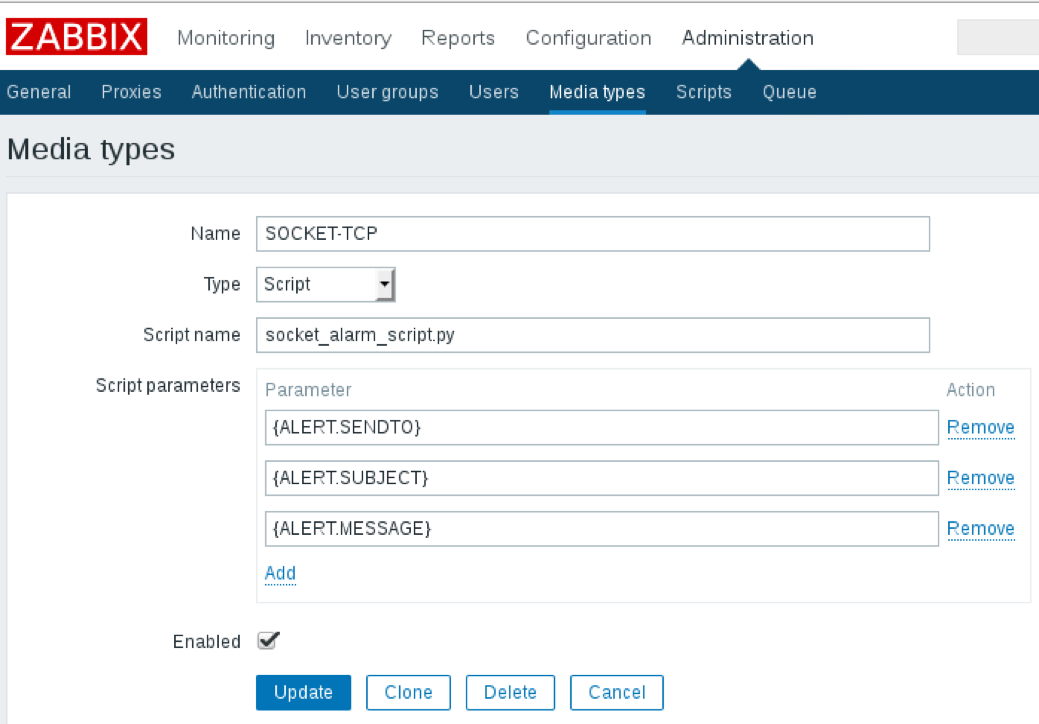 ZABBIX Monitoring Inventory Reports Configuration Administration
General Proxies Authentication User groups Users Media types Scripts Queue
Media types
Name SOCKET-TCP
Type Script
Script name socket_alarm_script.py
Script parameters Parameter Action
{ALERT.SENDTO} Remove
{ALERT.SUBJECT} Remove
{ALERT.MESSAGE} Remove
Add
Enabled
Update Clone Delete Cancel